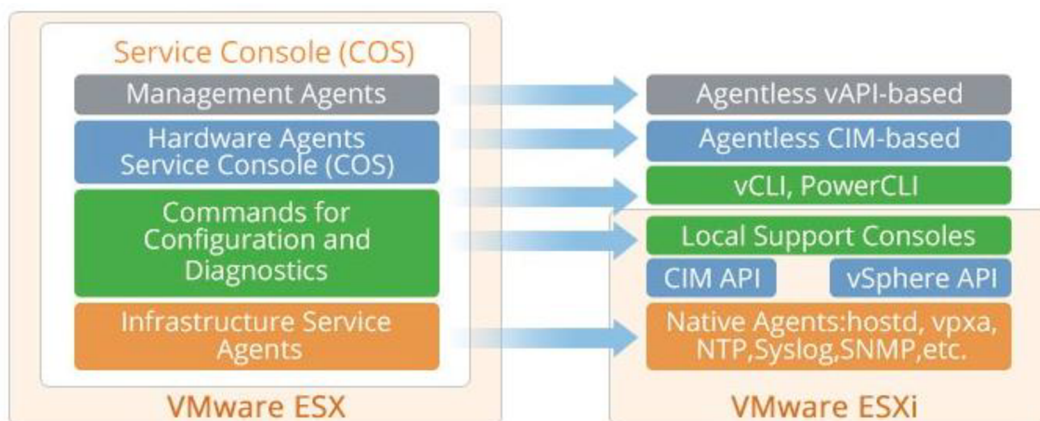 Service Console (COS)
Management Agents
Hardware Agents
Service Console (COS)
Commands for
Configuration and
Diagnostics
Infrastructure Service
Agents
VMware ESX
Agentless vAPI-based
Agentless CIM-based
vCLI, PowerCLI
Local Support Consoles
CIM API
vSphere API
Native Agents:hostd, vpxa,
NTP,Syslog,SNMP,etc.
VMware ESXi